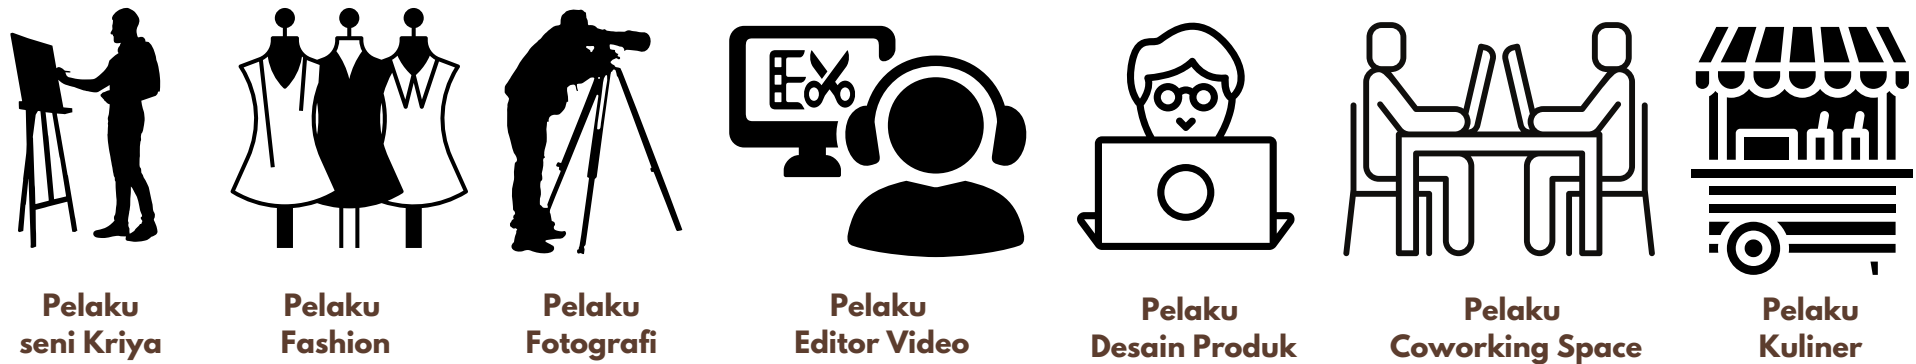 Pelaku
seni Kriya
Pelaku
Fashion
Pelaku
Fotografi
Pelaku
Editor Video
Pelaku
Desain Produk
Pelaku
Coworking Space
Pelaku
Kuliner